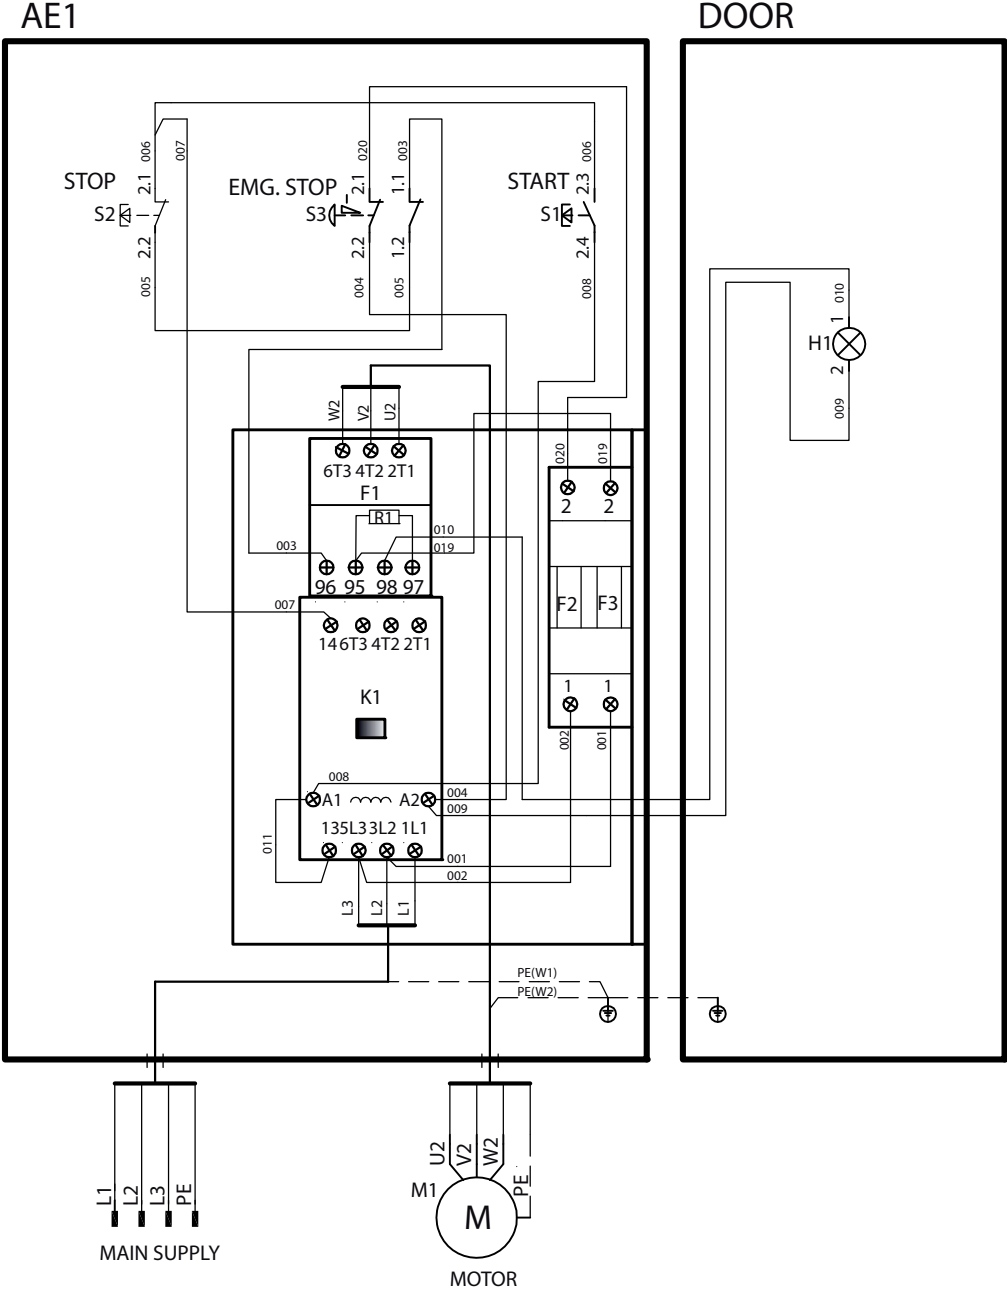 AE1
DOOR
006
007
020
003
006
STOP
2.1
EMG. STOP
2.1
1.1
START
2.3
S2
S3
S1
2.2
2.2
1.2
2.4
005
004
005
008
010
1
H1
2
009
W2
V2
U2
020
019
6T3 4T2 2T1
F1
2
2
R1
010
003
019
96 95 98 97
007
F2
F3
14 6T3 4T2 2T1
K1
1
1
002
001
008
A1
A2
004
009
13 5L3 3L2 1L1
011
001
002
L3
L2
L1
PE(W1)
PE(W2)
U2
V2
W2
PE
L1
L2
L3
PE
M1
M
MAIN SUPPLY
MOTOR